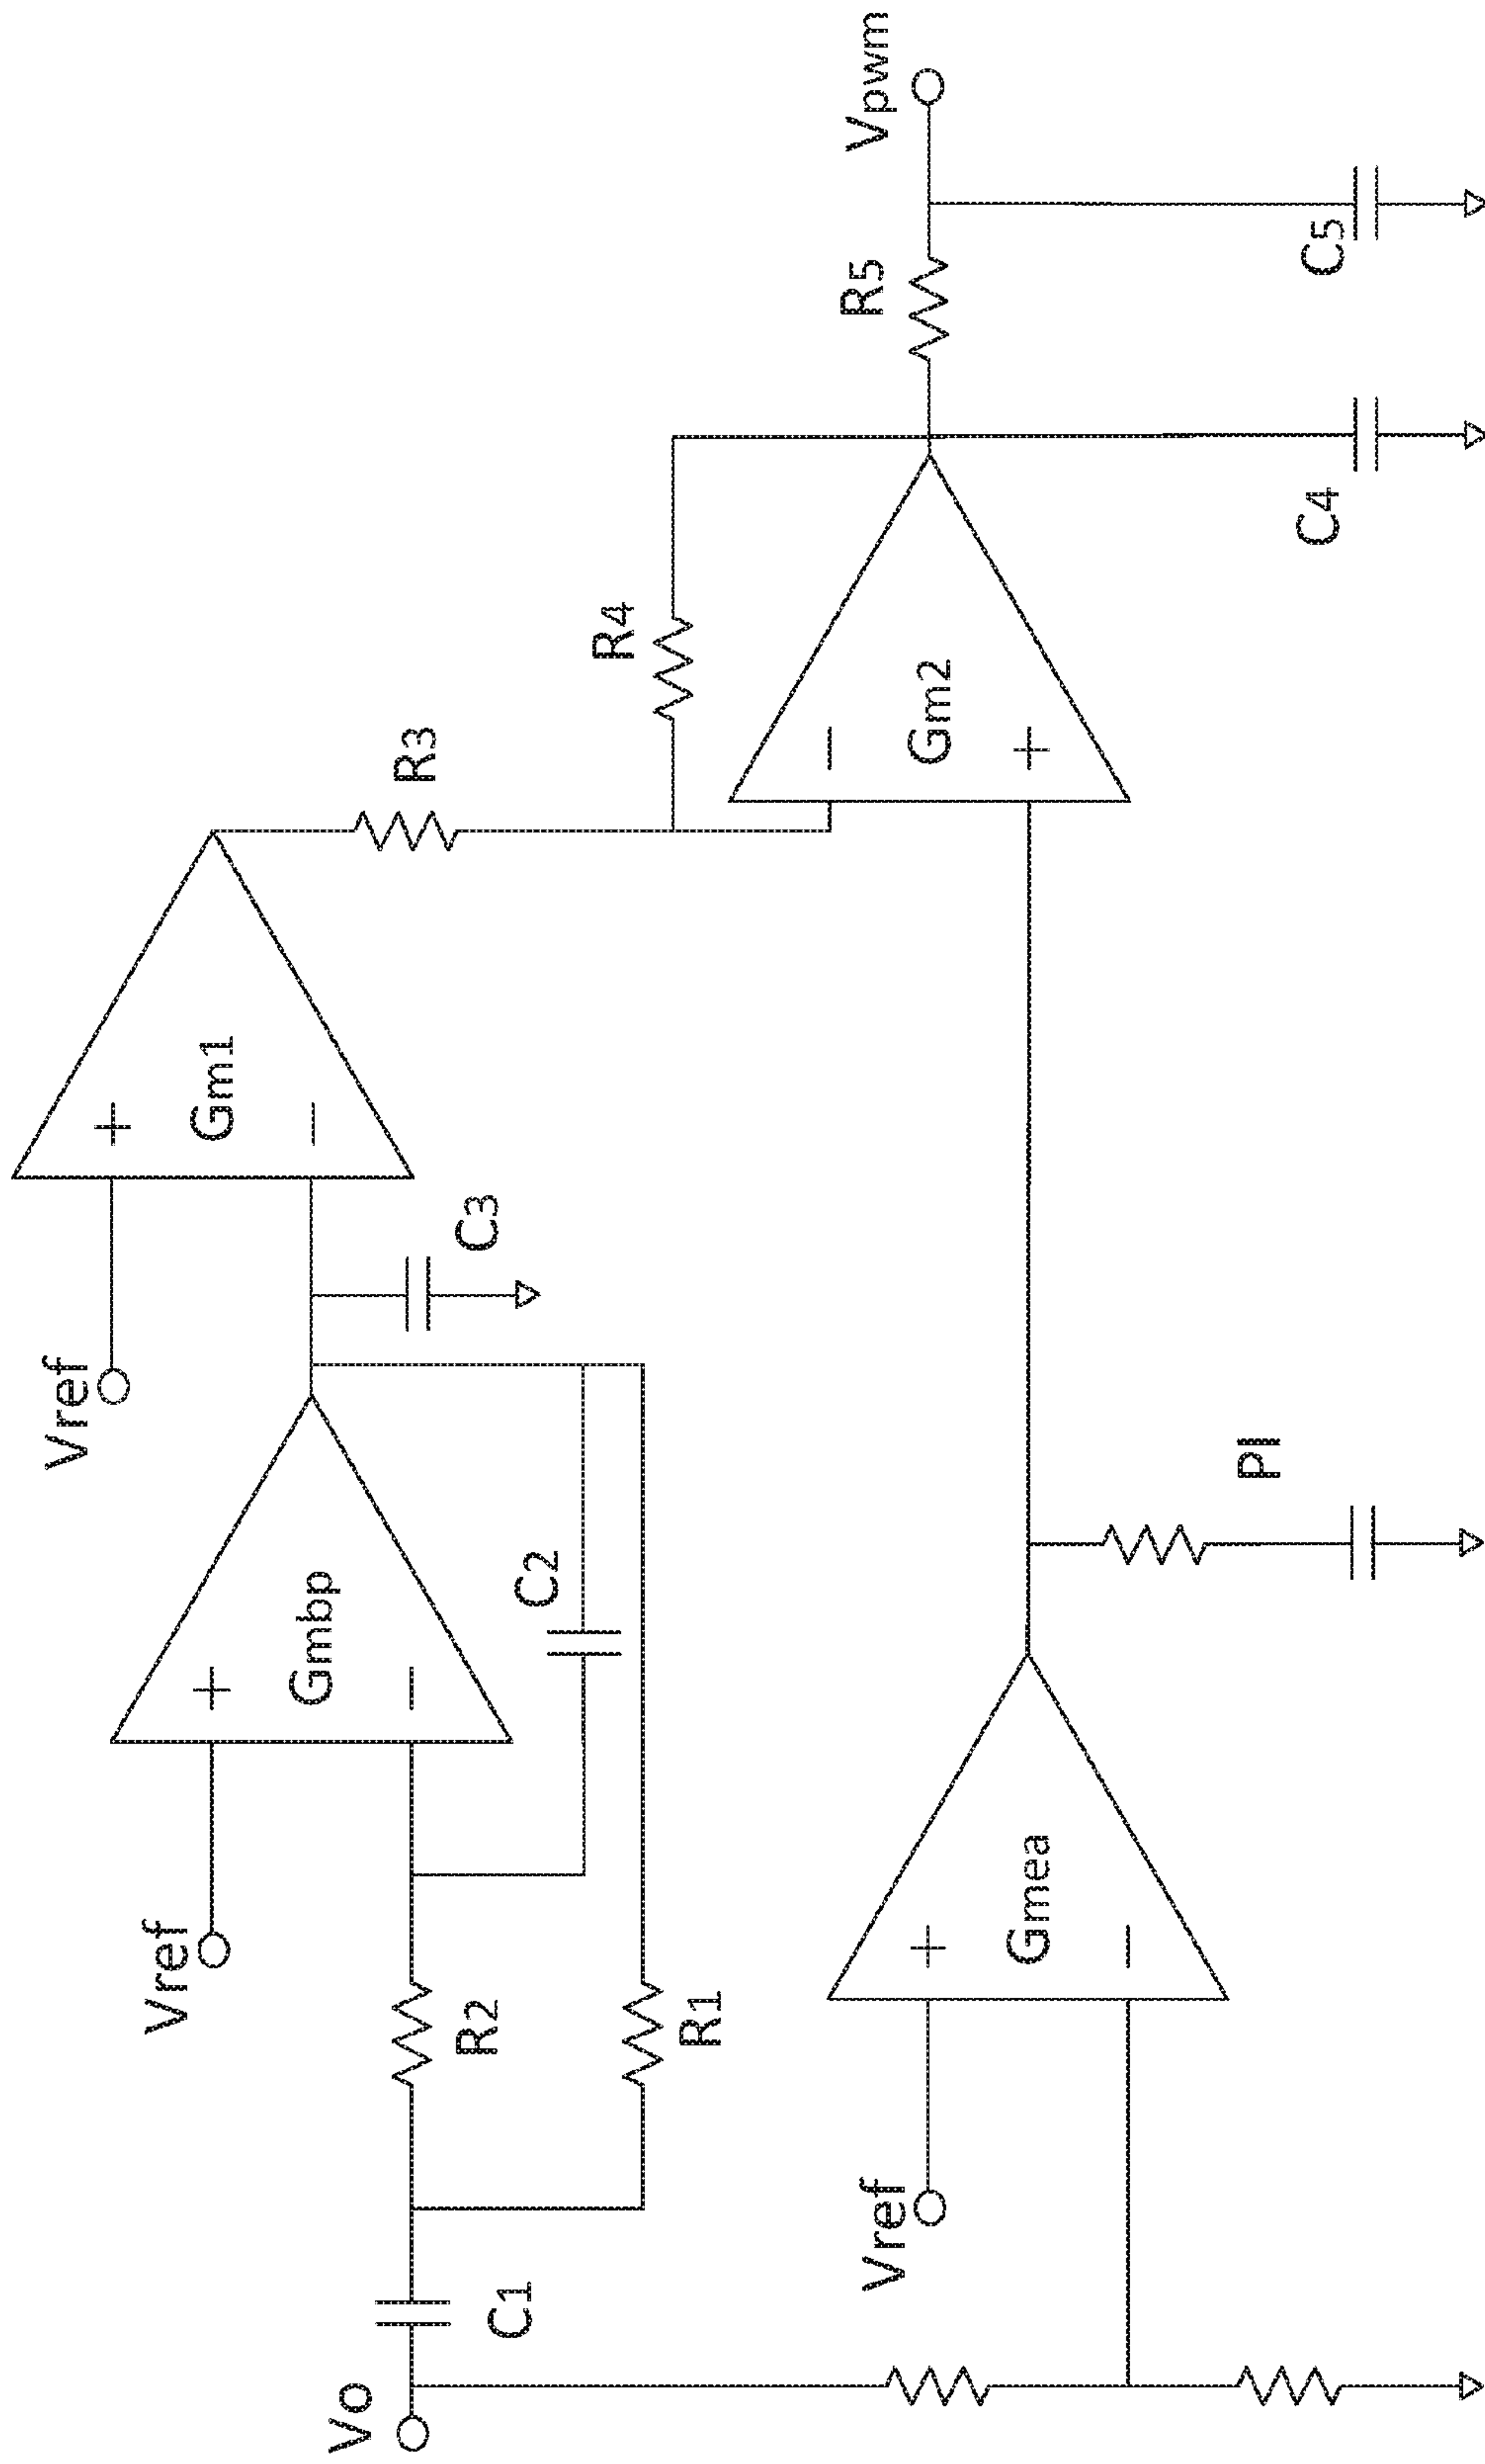 Vref
Gm1
Vref
Gmbp
C3
R3
C2
R2
R1
Vo
C1
R4
Vpwm
R5
Gm2
Vref
Gmea
PI
C4
C5